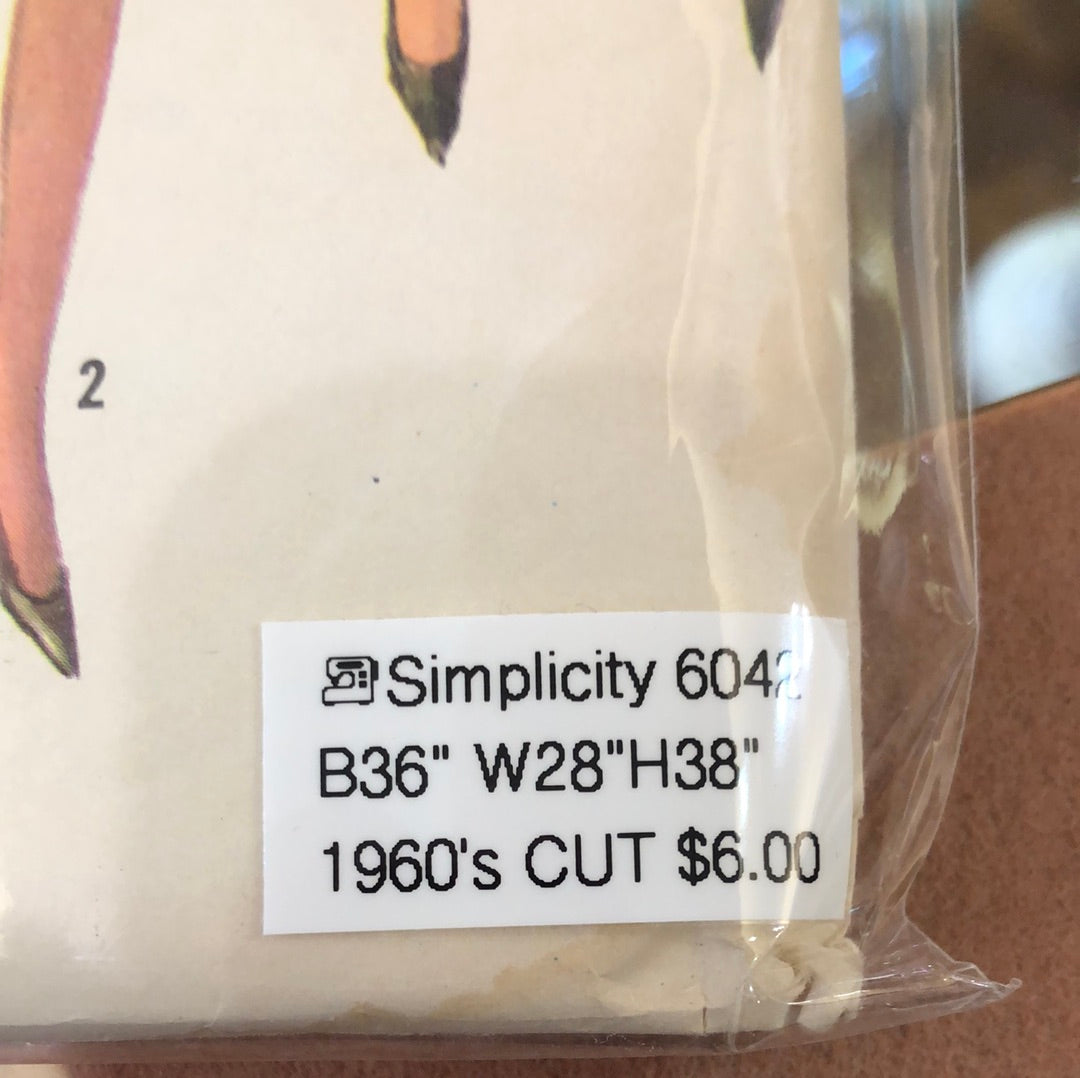 2
Simplicity 6042
B36" W28"H38"
1960's CUT $6.00